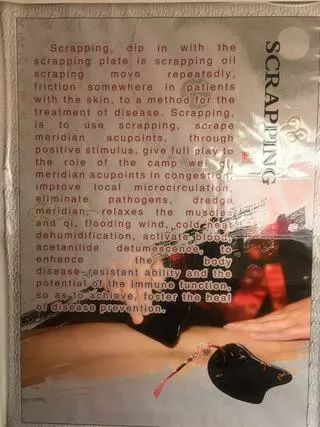 SCRAPPING
Scrapping, dip in with the
scrapping plate is scrapping oil
scraping move repeatedly,
friction somewhere in patients
with the skin, to a method for the
treatment of disease. Scrapping,
is to use scrapping, scrape
meridian acupoints, through
positive stimulus, give full play to
the role of the camp wei qi
meridian acupoints in congestion,
improve local microcirculation,
eliminate pathogens, dredge
meridian, relaxes the muscles
and qi, flooding wind, cold heat
dehumidification, activate blood,
acetanilide detumescence, to
enhance the body
disease-resistant ability and the
potential of the immune function,
so as to achieve, foster the heal
of disease prevention.